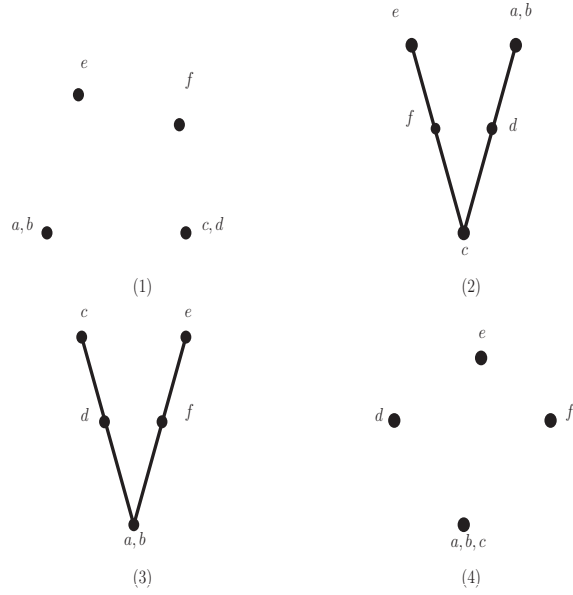 e
f
a, b
c, d
(1)
e
a, b
f
d
c
(2)
c
e
d
f
a, b
(3)
e
d
f
a, b, c
(4)